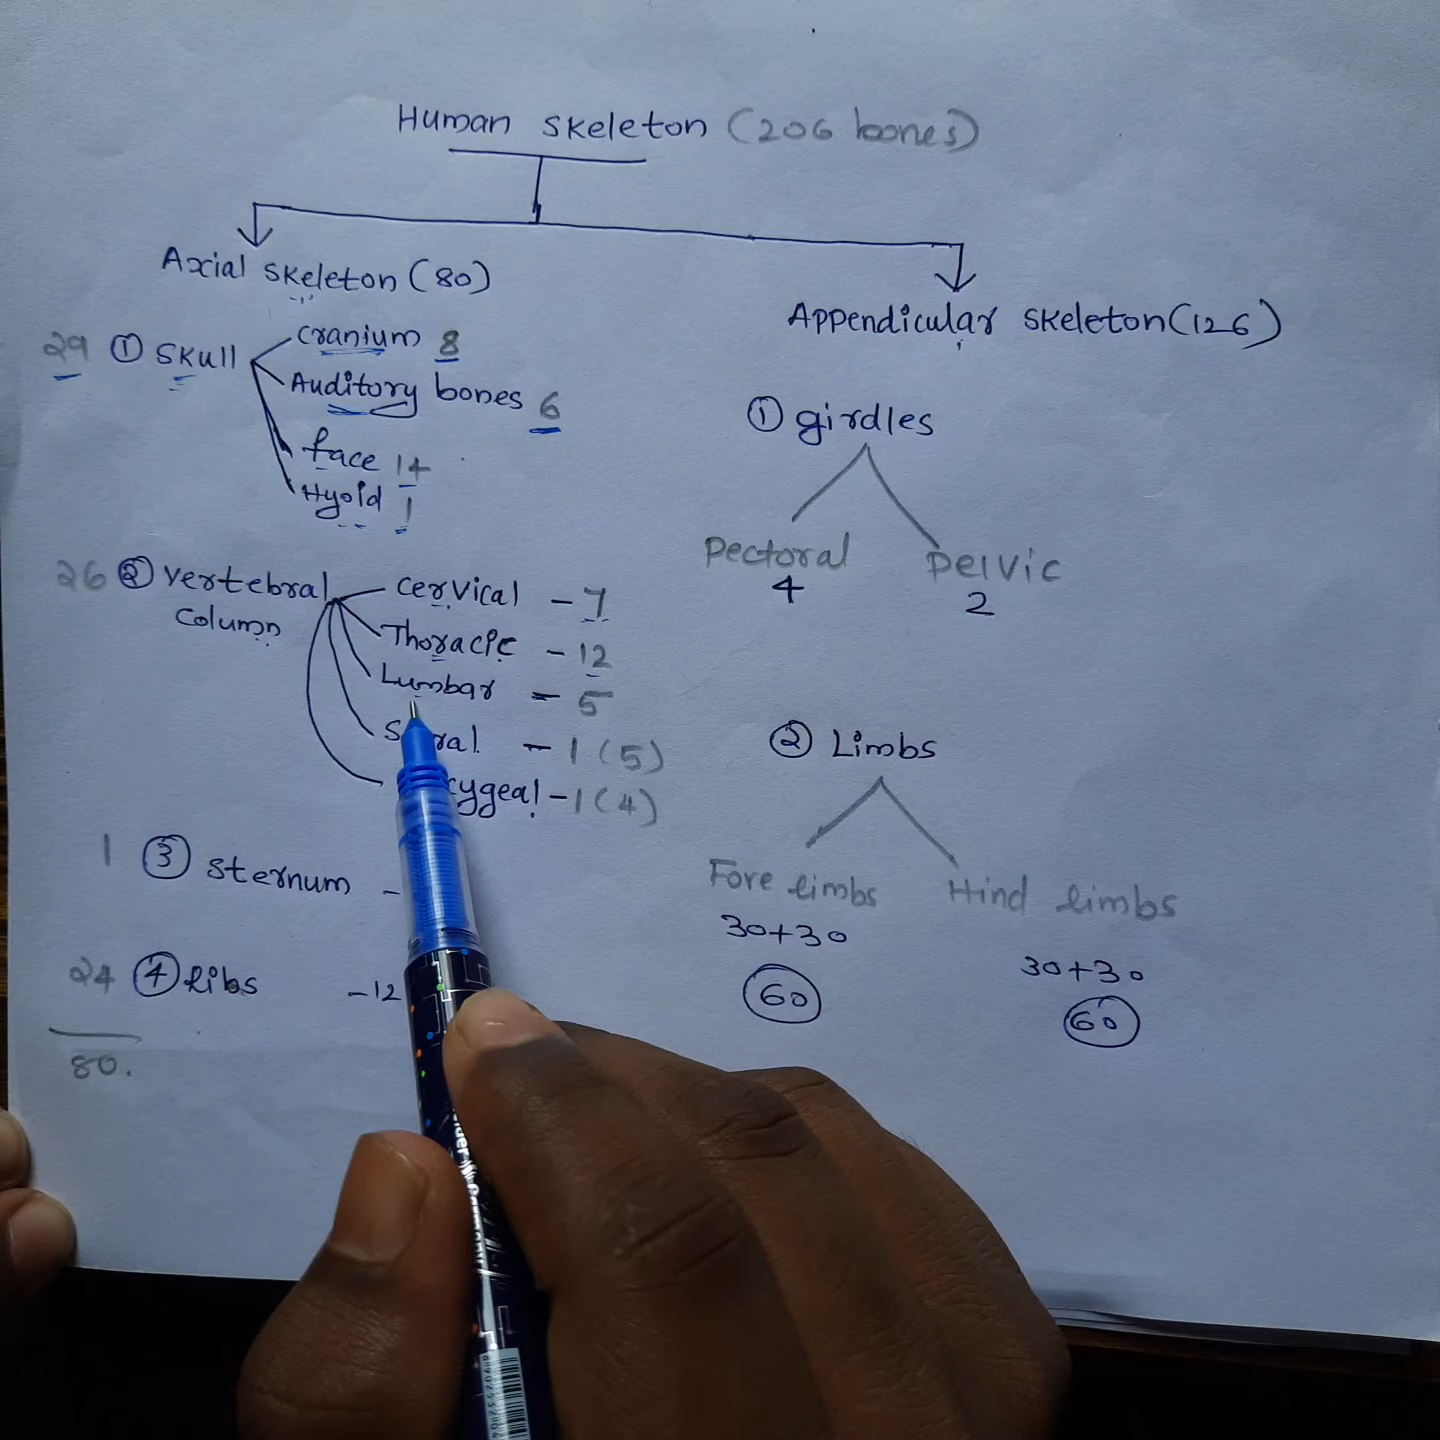 Human skeleton (206 bones)
Axial skeleton (80)
29 ① skull
cranium 8
Auditory bones 6
face 14
Hyoid 1
26 ② vertebral column
cervical - 7
Thoracic - 12
Lumbar = 5
- 1 (5)
- 1 (4)
1 ③ sternum -
24 ④ Ribs -12
80.
Appendicular skeleton (126)
① girdles
Pectoral
4
Pelvic
2
② Limbs
Fore limbs
30+30
60
Hind limbs
30+30
60